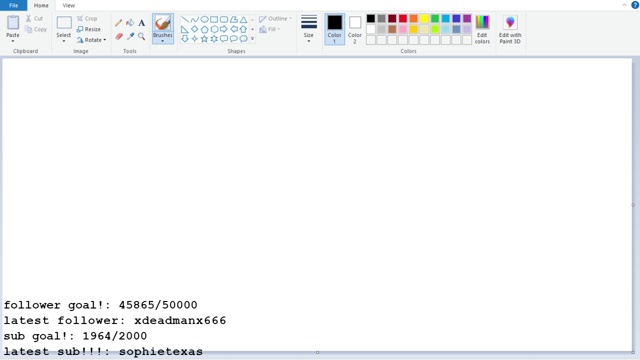 File Home View
Paste Cut Copy Clipboard
Select Crop Resize Rotate Image
A Tools
Brushes
Outline Fill Shapes
Size
Color 1 Color 2 Colors
Edit colors
Edit with Paint 3D
follower goal!: 45865/50000
latest follower: xdeadmanx666
sub goal!: 1964/2000
latest sub!!!: sophietexas